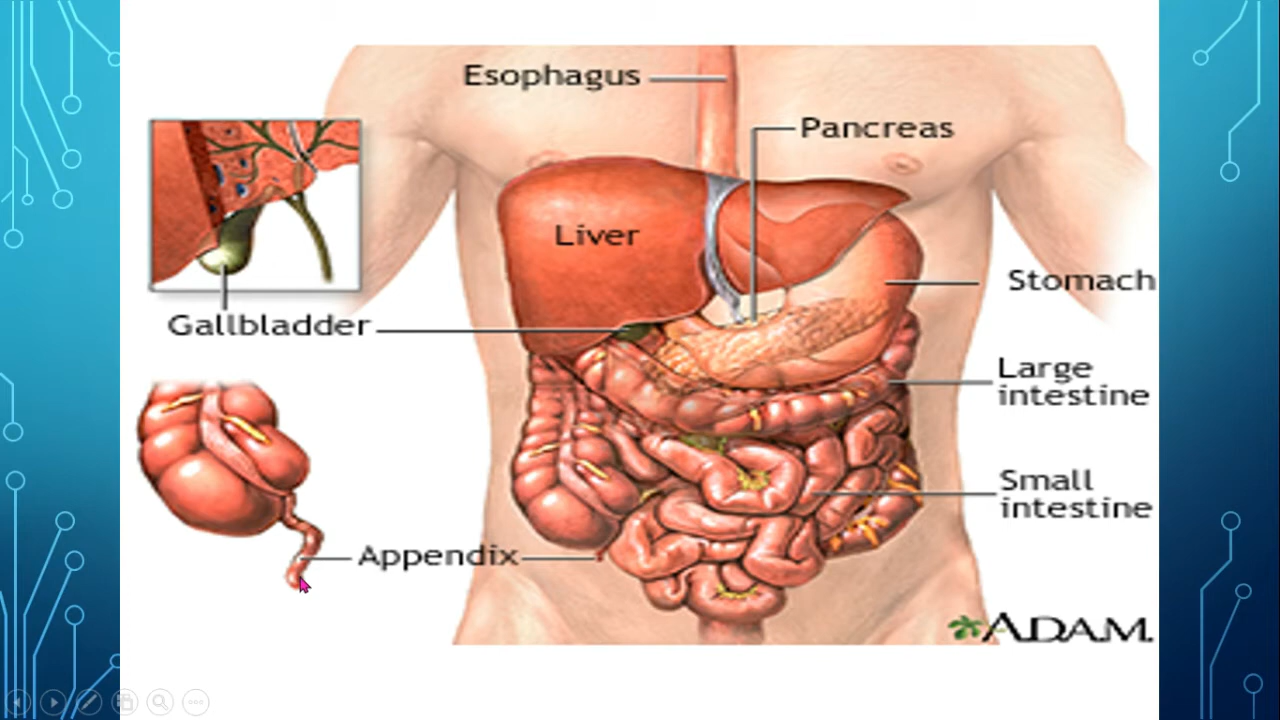 Esophagus
Pancreas
Liver
Stomach
Gallbladder
Large
intestine
Small
intestine
Appendix
ADAM.